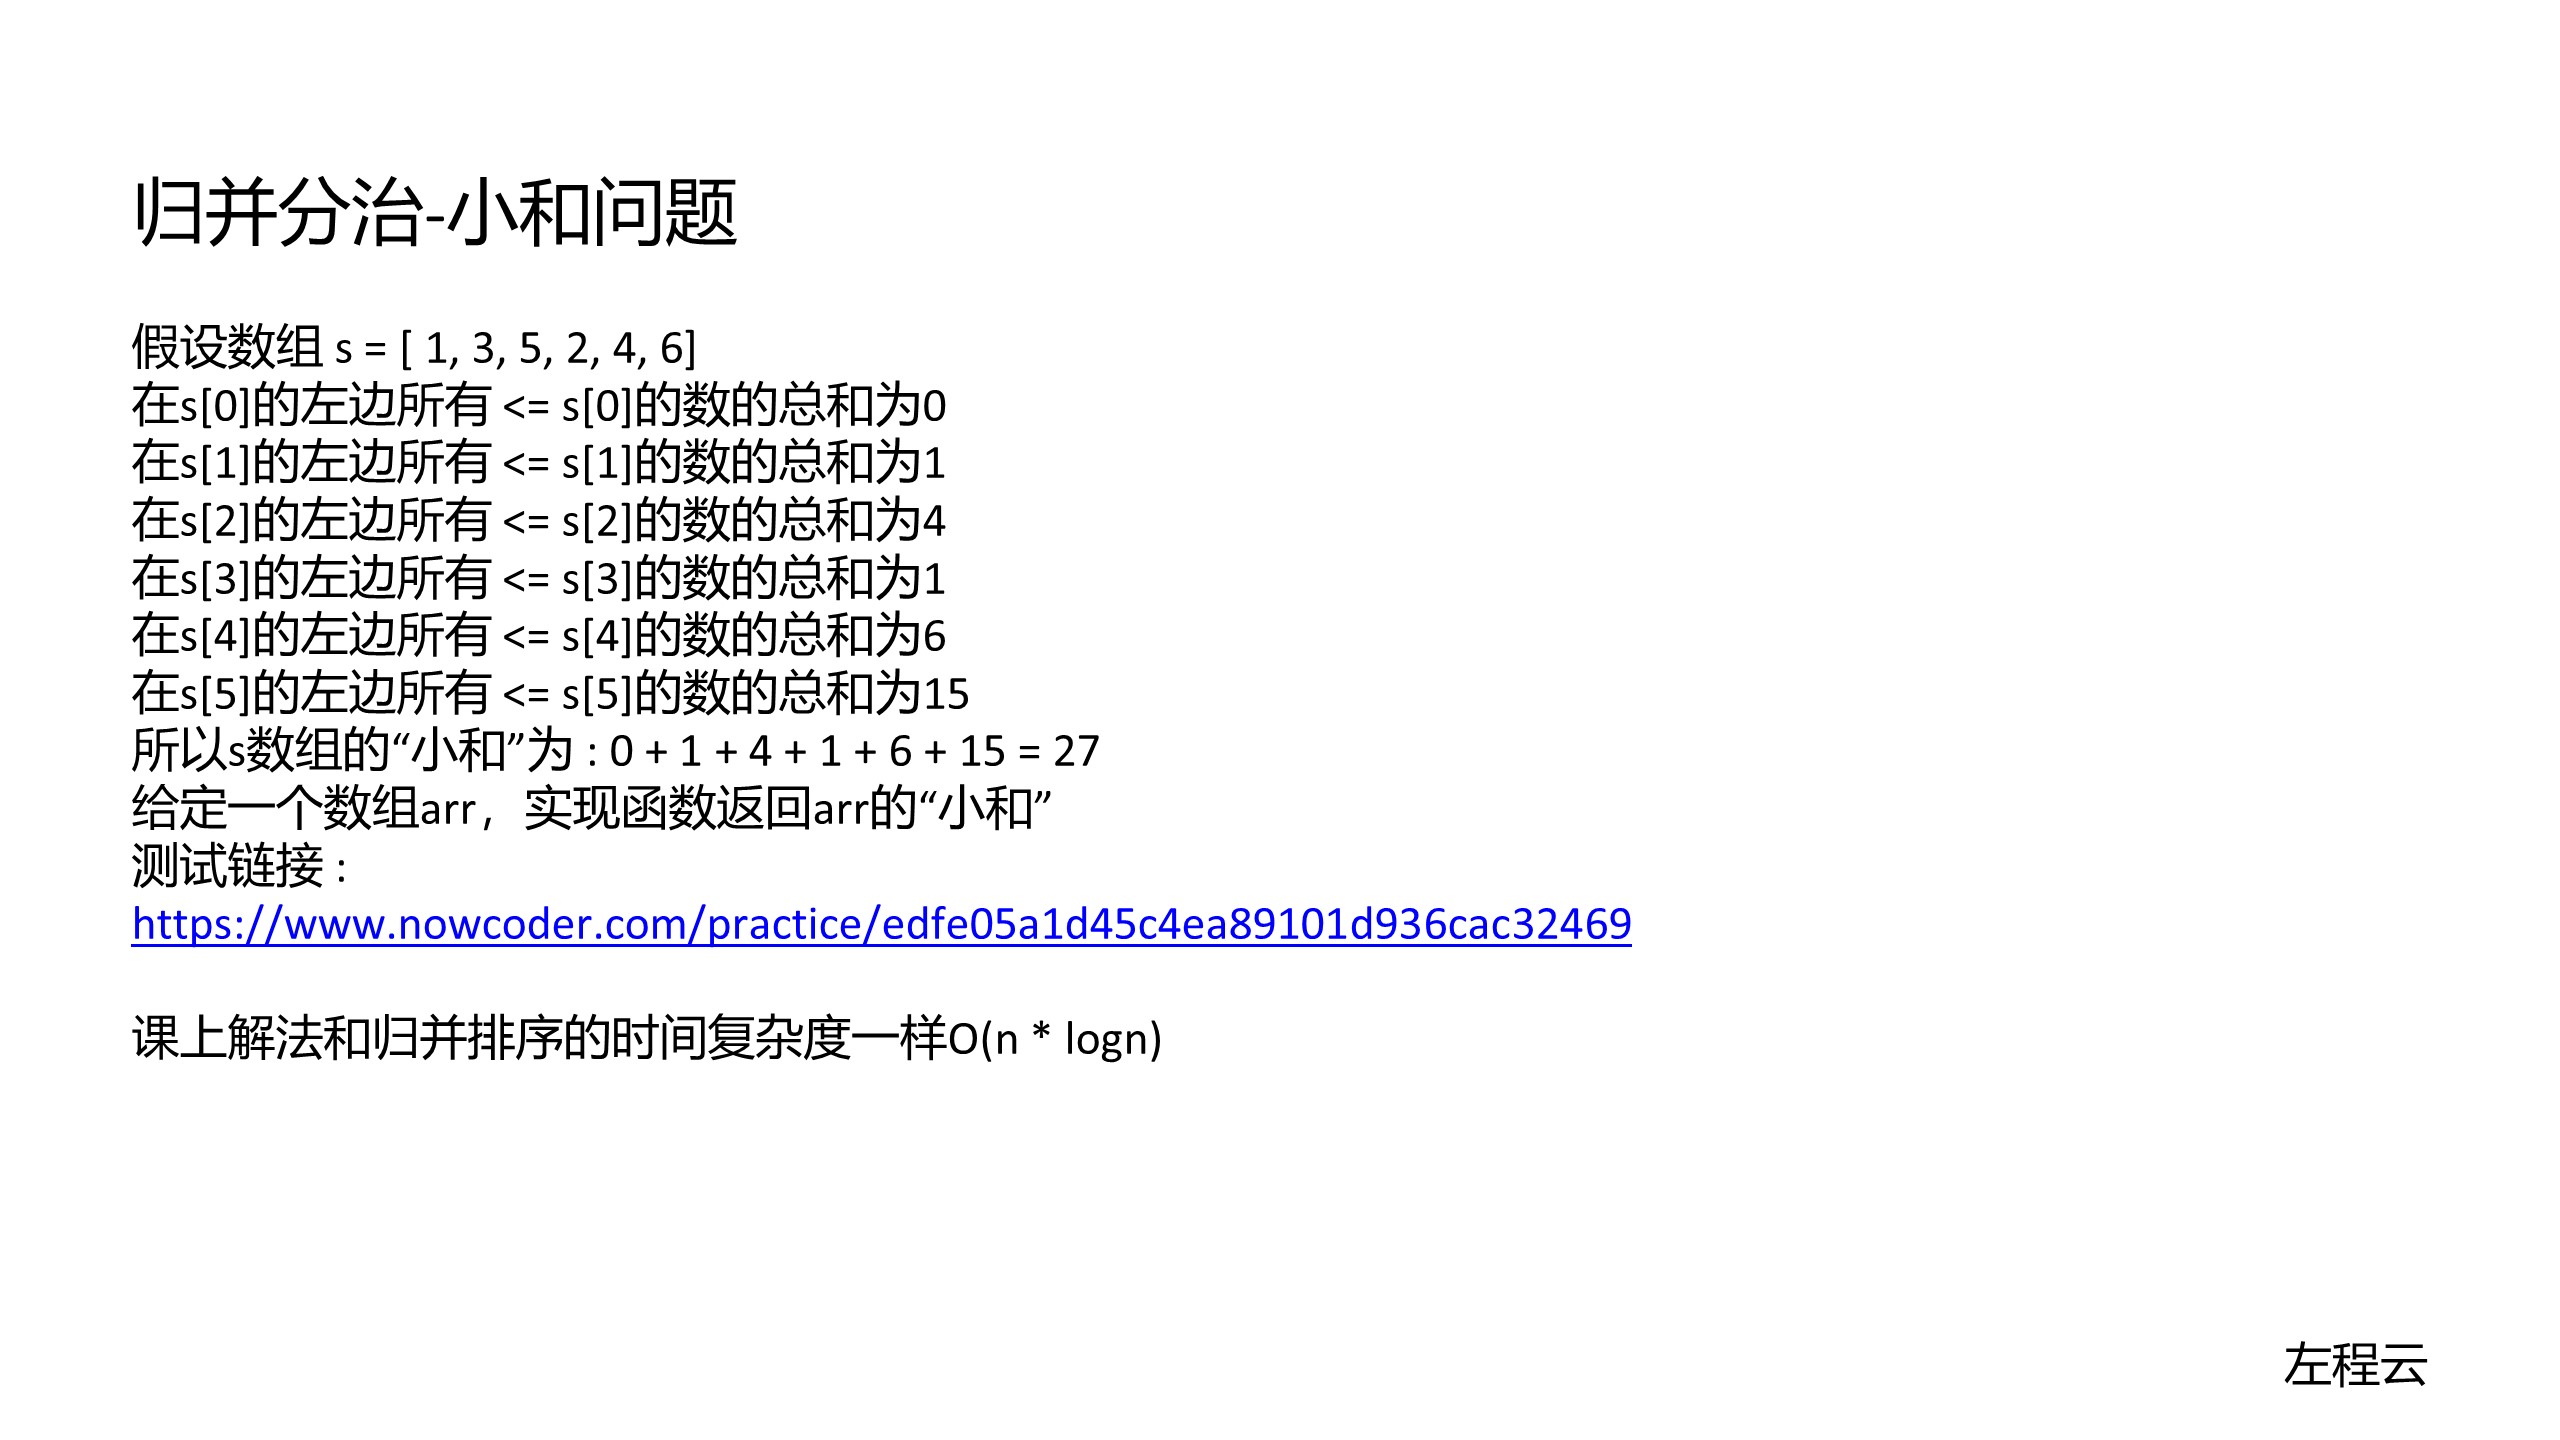 归并分治-小和问题
假设数组 s = [ 1, 3, 5, 2, 4, 6]
在s[0]的左边所有 <= s[0]的数的总和为0
在s[1]的左边所有 <= s[1]的数的总和为1
在s[2]的左边所有 <= s[2]的数的总和为4
在s[3]的左边所有 <= s[3]的数的总和为1
在s[4]的左边所有 <= s[4]的数的总和为6
在s[5]的左边所有 <= s[5]的数的总和为15
所以s数组的“小和”为 : 0 + 1 + 4 + 1 + 6 + 15 = 27
给定一个数组arr，实现函数返回arr的“小和”
测试链接 :
https://www.nowcoder.com/practice/edfe05a1d45c4ea89101d936cac32469
课上解法和归并排序的时间复杂度一样O(n * logn)
左程云